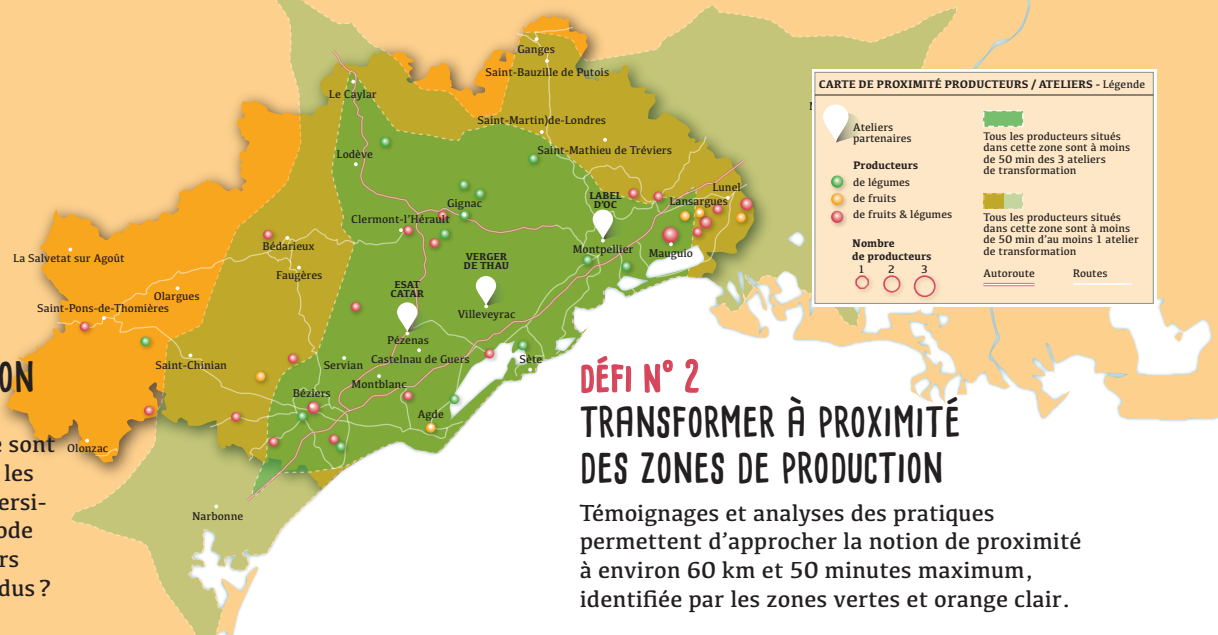 Ganges
Saint-Bauzille de Putois
Le Caylar
Saint-Martin)de-Londres
Saint-Mathieu de Tréviers
Lodève
Lunel
LABEL
D'OC
Lansargues
Gignac
Clermont-l'Hérault
Montpellier
Mauguio
Bédarieux
La Salvetat sur Agoût
VERGER
DE THAU
Faugères
ESAT
CATAR
Olargues
Saint-Pons-de-Thomières
Villeveyrac
Pézenas
Saint-Chinian
Servian
Castelnau de Guers
Sète
Montblanc
Béziers
Agde
Olonzac
Narbonne
CARTE DE PROXIMITÉ PRODUCTEURS / ATELIERS - Légende
Ateliers
partenaires
Producteurs
de légumes
de fruits
de fruits & légumes
Nombre
de producteurs
1 2 3
Tous les producteurs situés
dans cette zone sont à moins
de 50 min des 3 ateliers
de transformation
Tous les producteurs situés
dans cette zone sont à moins
de 50 min d'au moins 1 atelier
de transformation
Autoroute Routes
ON
sont
les
ersi-
ode
rs
dus ?
DÉFI N° 2
TRANSFORMER À PROXIMITÉ
DES ZONES DE PRODUCTION
Témoignages et analyses des pratiques
permettent d'approcher la notion de proximité
à environ 60 km et 50 minutes maximum,
identifiée par les zones vertes et orange clair.